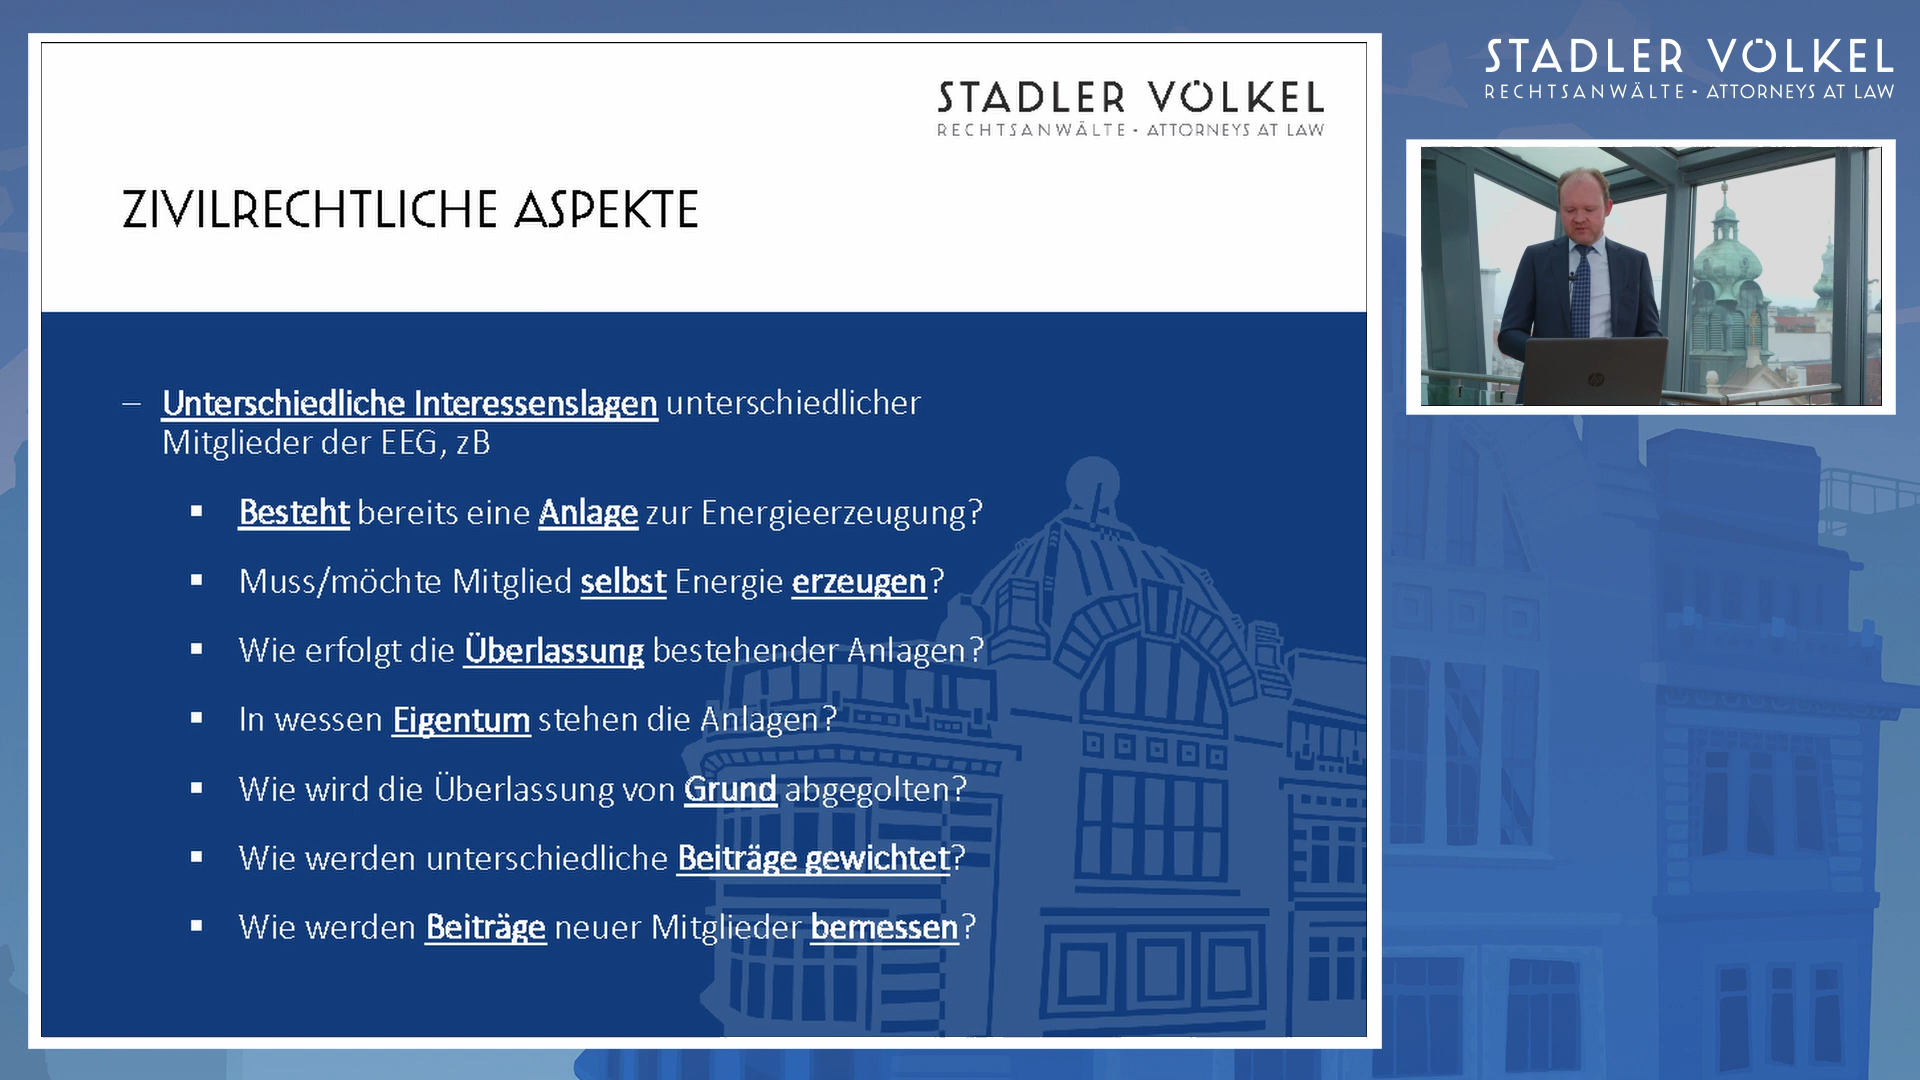 STADLER VÖLKEL
RECHTSANWÄLTE • ATTORNEYS AT LAW
ZIVILRECHTLICHE ASPEKTE
– Unterschiedliche Interessenslagen unterschiedlicher
Mitglieder der EEG, zB
▪ Besteht bereits eine Anlage zur Energieerzeugung?
▪ Muss/möchte Mitglied selbst Energie erzeugen?
▪ Wie erfolgt die Überlassung bestehender Anlagen?
▪ In wessen Eigentum stehen die Anlagen?
▪ Wie wird die Überlassung von Grund abgegolten?
▪ Wie werden unterschiedliche Beiträge gewichtet?
▪ Wie werden Beiträge neuer Mitglieder bemessen?
STADLER VÖLKEL
RECHTSANWÄLTE • ATTORNEYS AT LAW
hp